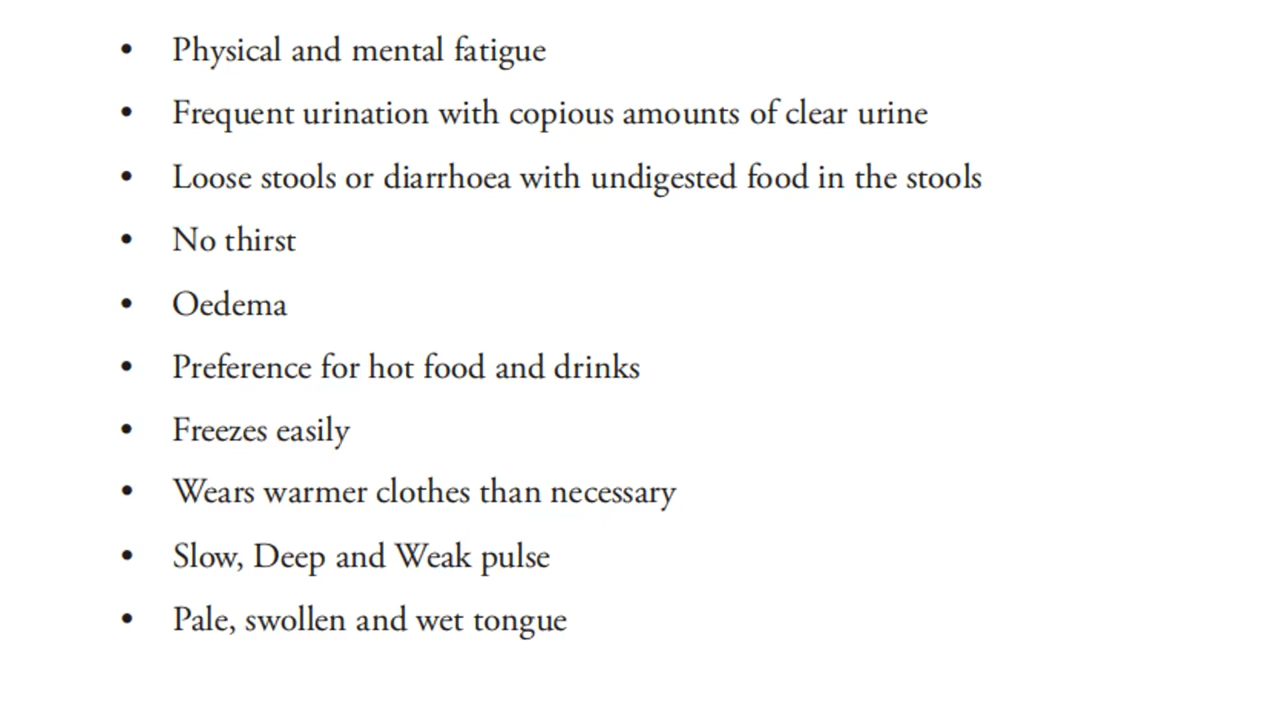 • Physical and mental fatigue
• Frequent urination with copious amounts of clear urine
• Loose stools or diarrhoea with undigested food in the stools
• No thirst
• Oedema
• Preference for hot food and drinks
• Freezes easily
• Wears warmer clothes than necessary
• Slow, Deep and Weak pulse
• Pale, swollen and wet tongue